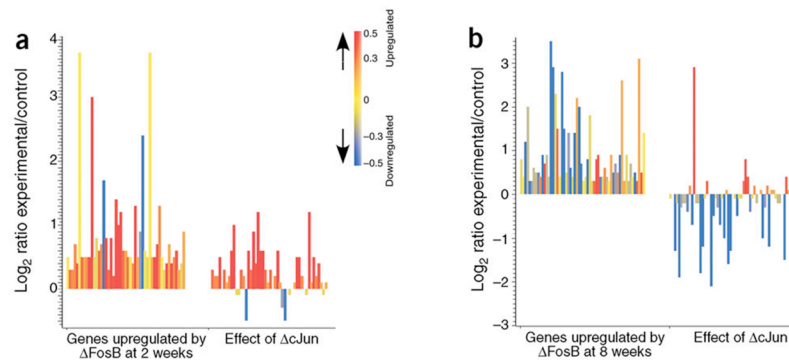 a
4
3
2
1
0
Log2 ratio experimental/control
0.5
0.3
0
–0.3
–0.5
Upregulated
Downregulated
Genes upregulated by
ΔFosB at 2 weeks
Effect of ΔcJun
b
3
2
1
0
–1
–2
–3
Log2 ratio experimental/control
Genes upregulated by
ΔFosB at 8 weeks
Effect of ΔcJun